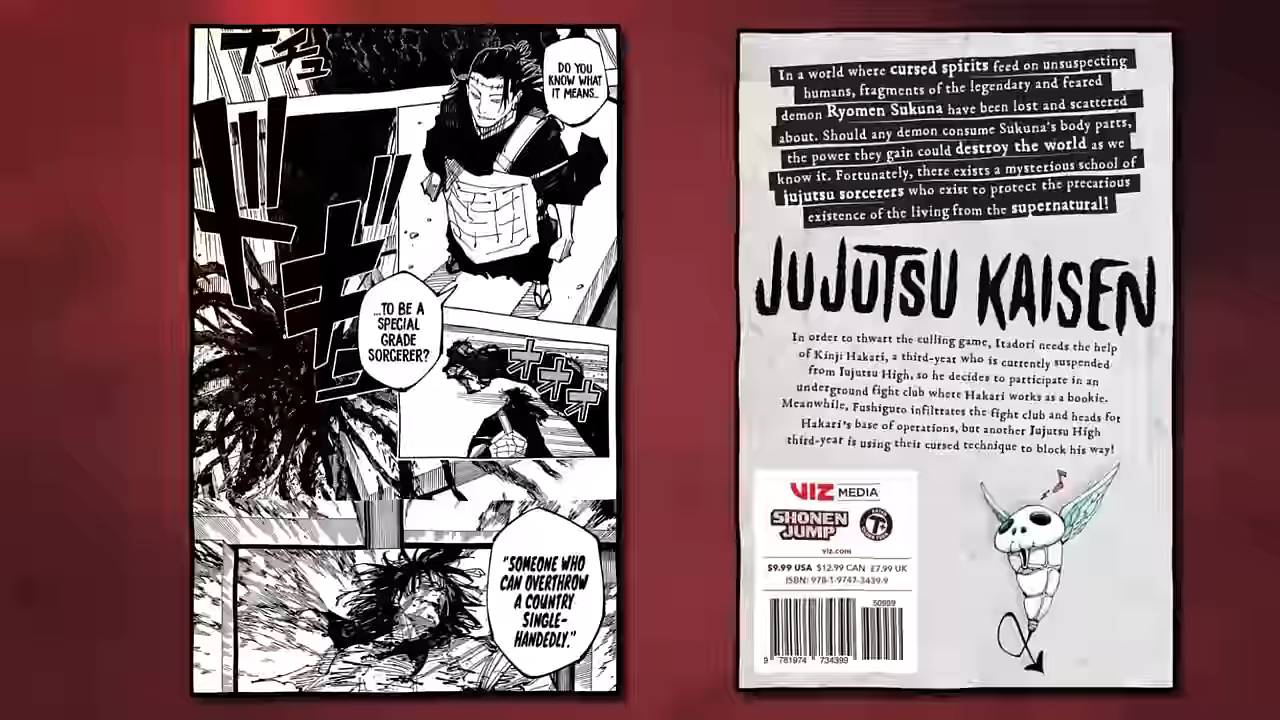 ナチュ
DO YOU
KNOW WHAT
IT MEANS...
...TO BE A
SPECIAL
GRADE
SORCERER?
"SOMEONE WHO
CAN OVERTHROW
A COUNTRY
SINGLE-
HANDEDLY."
In a world where cursed spirits feed on unsuspecting
humans, fragments of the legendary and feared
demon Ryomen Sukuna have been lost and scattered
about. Should any demon consume Sukuna's body parts,
the power they gain could destroy the world as we
know it. Fortunately, there exists a mysterious school of
jujutsu sorcerers who exist to protect the precarious
existence of the living from the supernatural!
JUJUTSU KAISEN
In order to thwart the culling game, Itadori needs the help
of Kinji Hakari, a third-year who is currently suspended
from Jujutsu High, so he decides to participate in an
underground fight club where Hakari works as a bookie.
Meanwhile, Fushiguro infiltrates the fight club and heads for
Hakari's base of operations, but another Jujutsu High
third-year is using their cursed technique to block his way!
VIZ MEDIA
SHONEN
JUMP
T+
viz.com
$9.99 USA $12.99 CAN £7.99 UK
ISBN: 978-1-9747-3439-9
50999
9 781974 734399